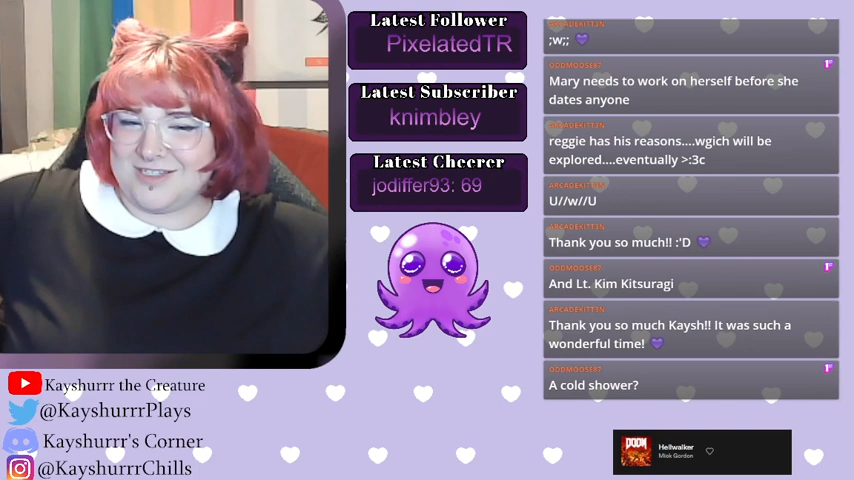 Latest Follower
PixelatedTR
Latest Subscriber
knimbley
Latest Cheerer
jodiffer93: 69
ARCADEKITT3N
;w;;
ODDMOOSE87
Mary needs to work on herself before she
dates anyone
ARCADEKITT3N
reggie has his reasons....wgich will be
explored....eventually >:3c
ARCADEKITT3N
U//w//U
ARCADEKITT3N
Thank you so much!! :'D
ODDMOOSE87
And Lt. Kim Kitsuragi
ARCADEKITT3N
Thank you so much Kaysh!! It was such a
wonderful time!
ODDMOOSE87
A cold shower?
Kayshurrr the Creature
@KayshurrrPlays
Kayshurrr's Corner
@KayshurrrChills
DOOM
Hellwalker
Mick Gordon